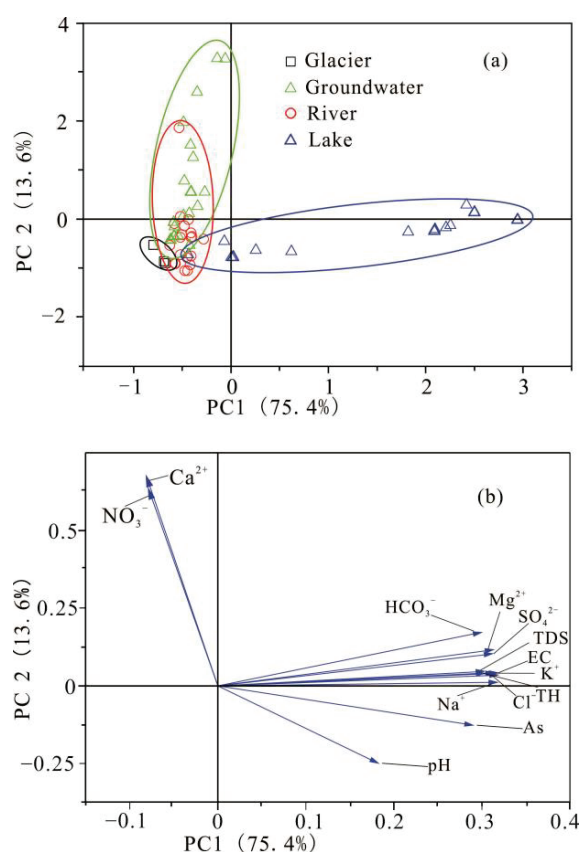 4
2
0
−2
−1
0
1
2
3
PC 2 (13.6%)
PC1 (75.4%)
(a)
Glacier
Groundwater
River
Lake
(b)
Ca²⁺
NO₃⁻
HCO₃⁻
Mg²⁺
SO₄²⁻
TDS
EC
K⁺
TH
Cl⁻
Na⁺
As
pH
0.5
0.25
0
−0.25
−0.1
0
0.1
0.2
0.3
0.4
PC 2 (13.6%)
PC1 (75.4%)